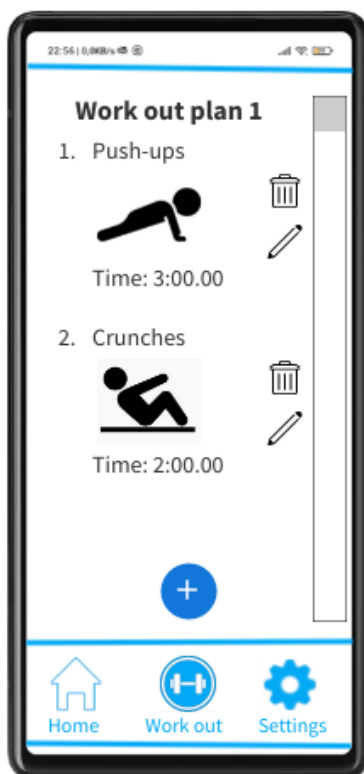 22:56 | 0,0KB/s
Work out plan 1
1. Push-ups
Time: 3:00.00
2. Crunches
Time: 2:00.00
+
Home Work out Settings